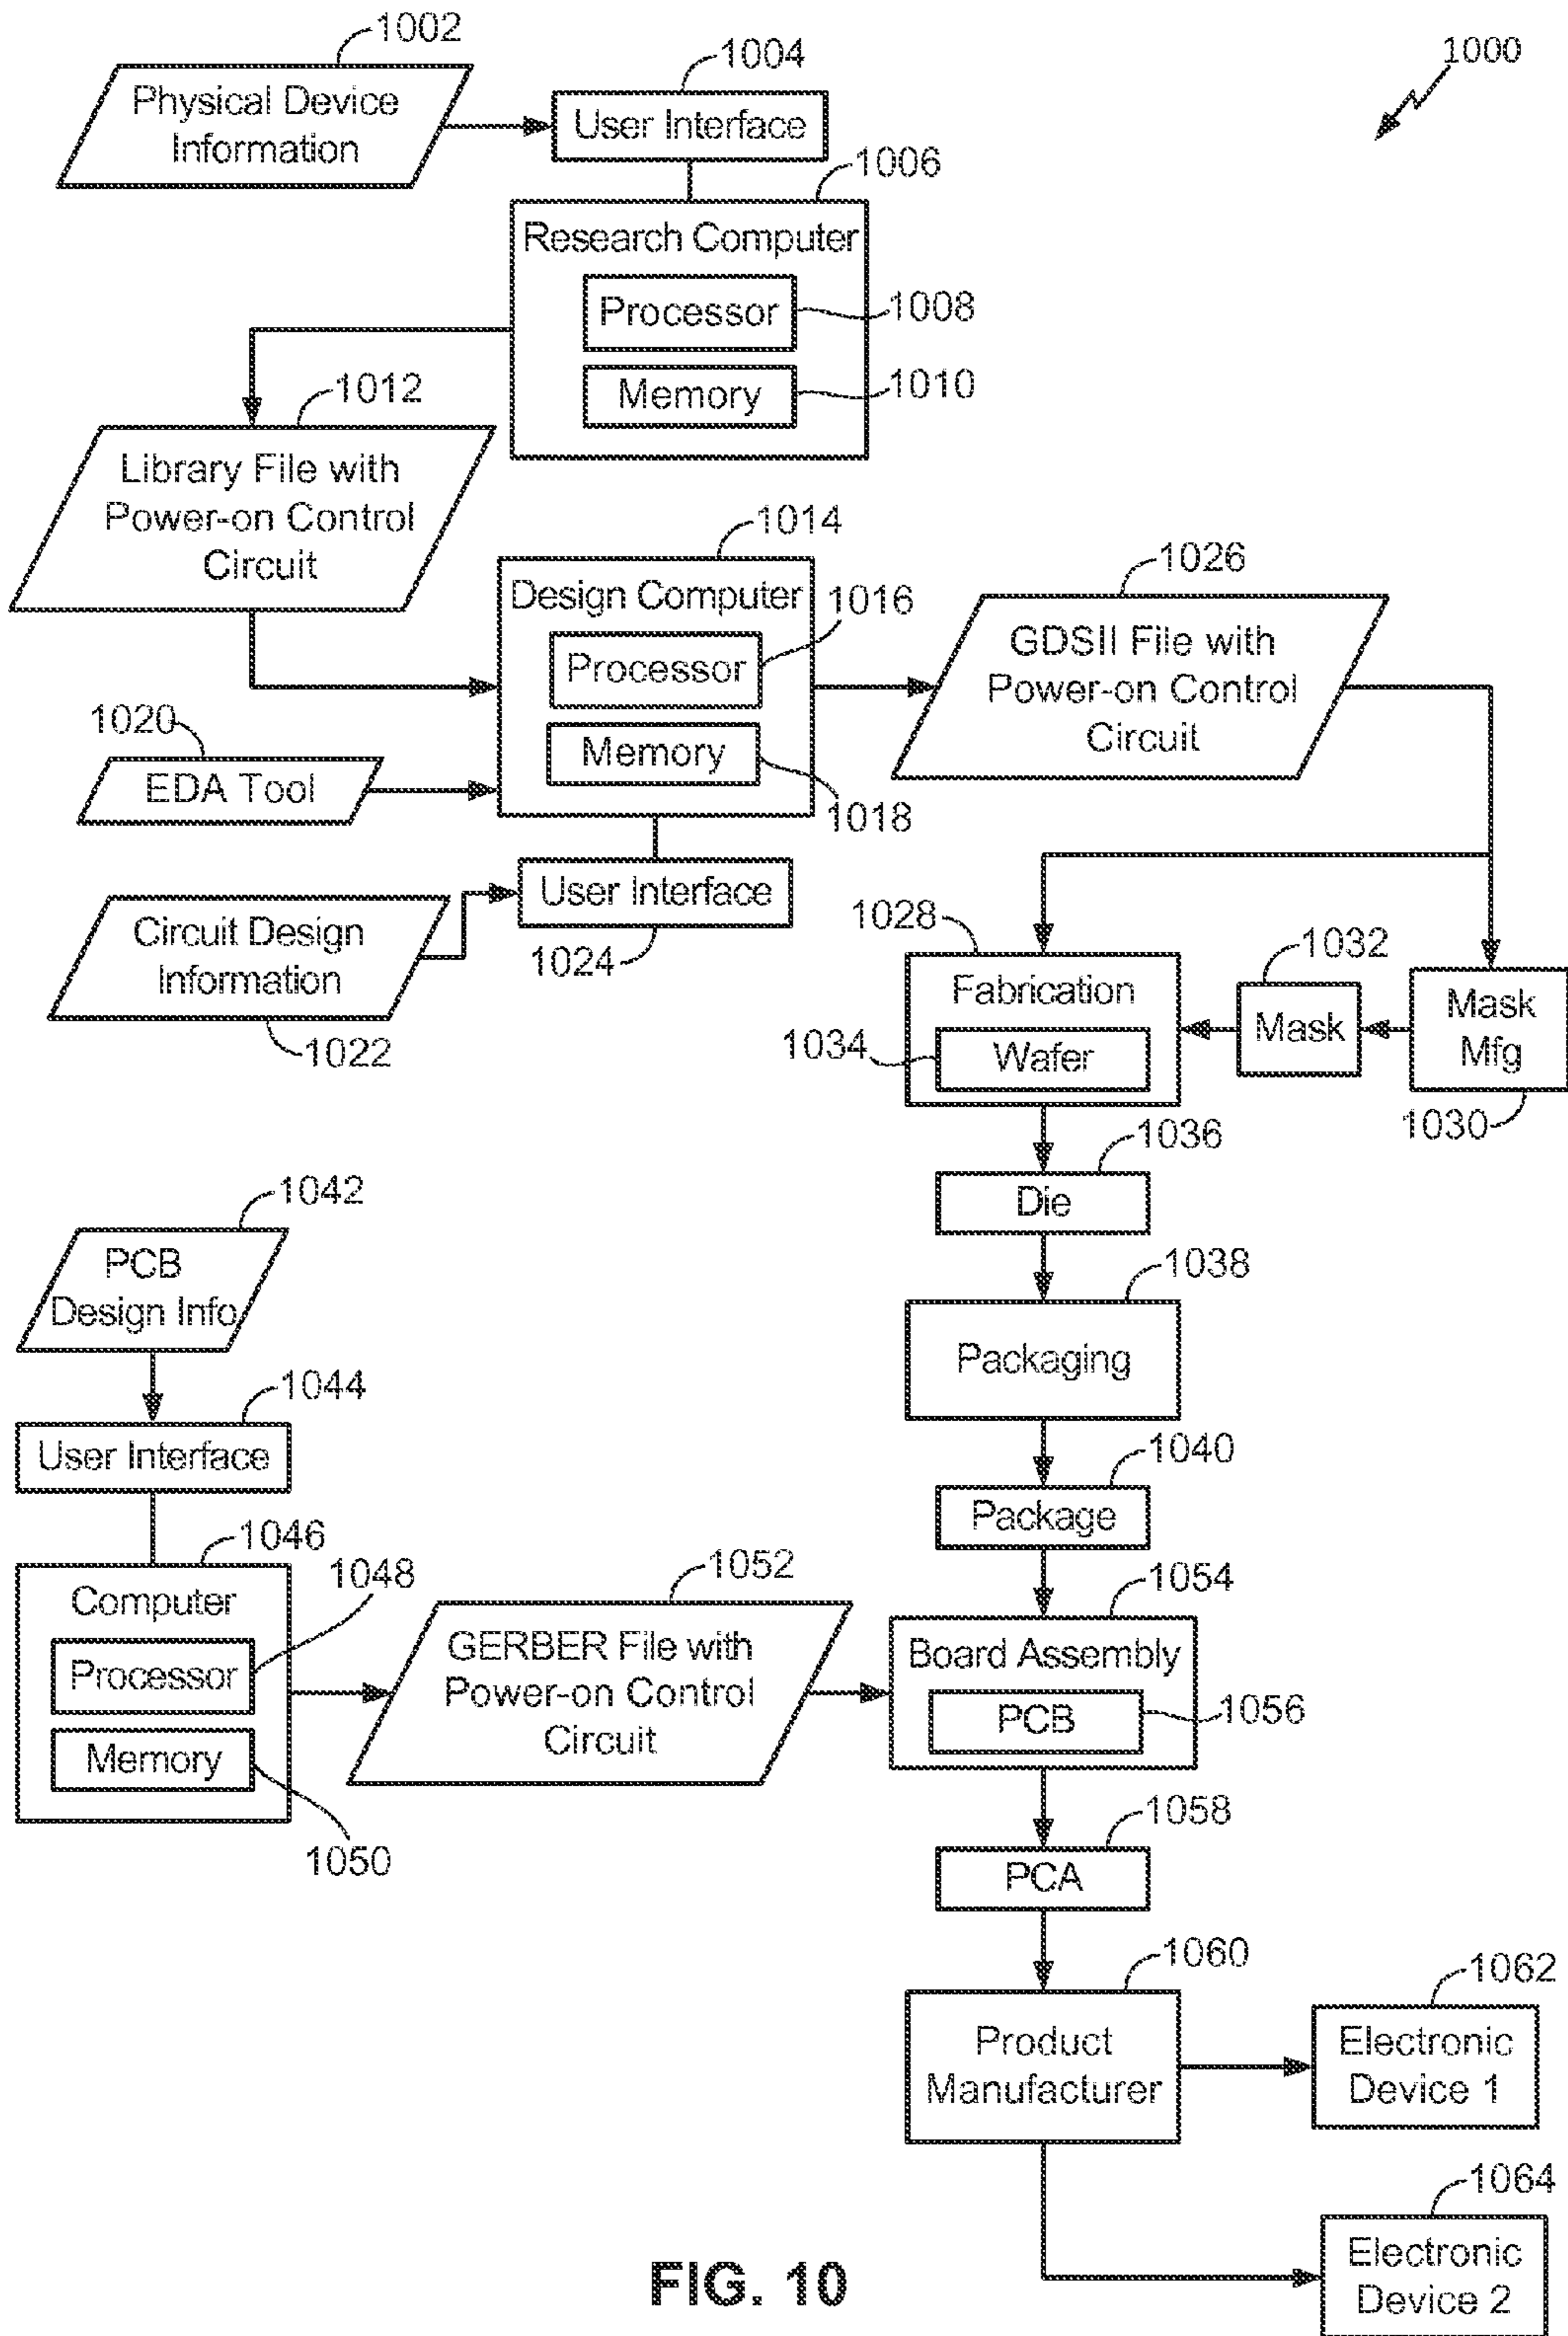 1002
1000
1004
Physical Device
Information
User Interface
1006
Research Computer
Processor
1008
Memory
1010
1012
Library File with
Power-on Control
Circuit
1014
Design Computer
1016
Processor
Memory
1018
1026
GDSII File with
Power-on Control
Circuit
1020
EDA Tool
User Interface
1024
Circuit Design
Information
1022
1028
Fabrication
1034
Wafer
1032
Mask
Mask
Mfg
1030
1036
Die
1038
Packaging
1040
Package
1042
PCB
Design Info
1044
User Interface
1046
Computer
1048
Processor
Memory
1050
1052
GERBER File with
Power-on Control
Circuit
1054
Board Assembly
PCB
1056
1058
PCA
1060
Product
Manufacturer
1062
Electronic
Device 1
1064
Electronic
Device 2
FIG. 10